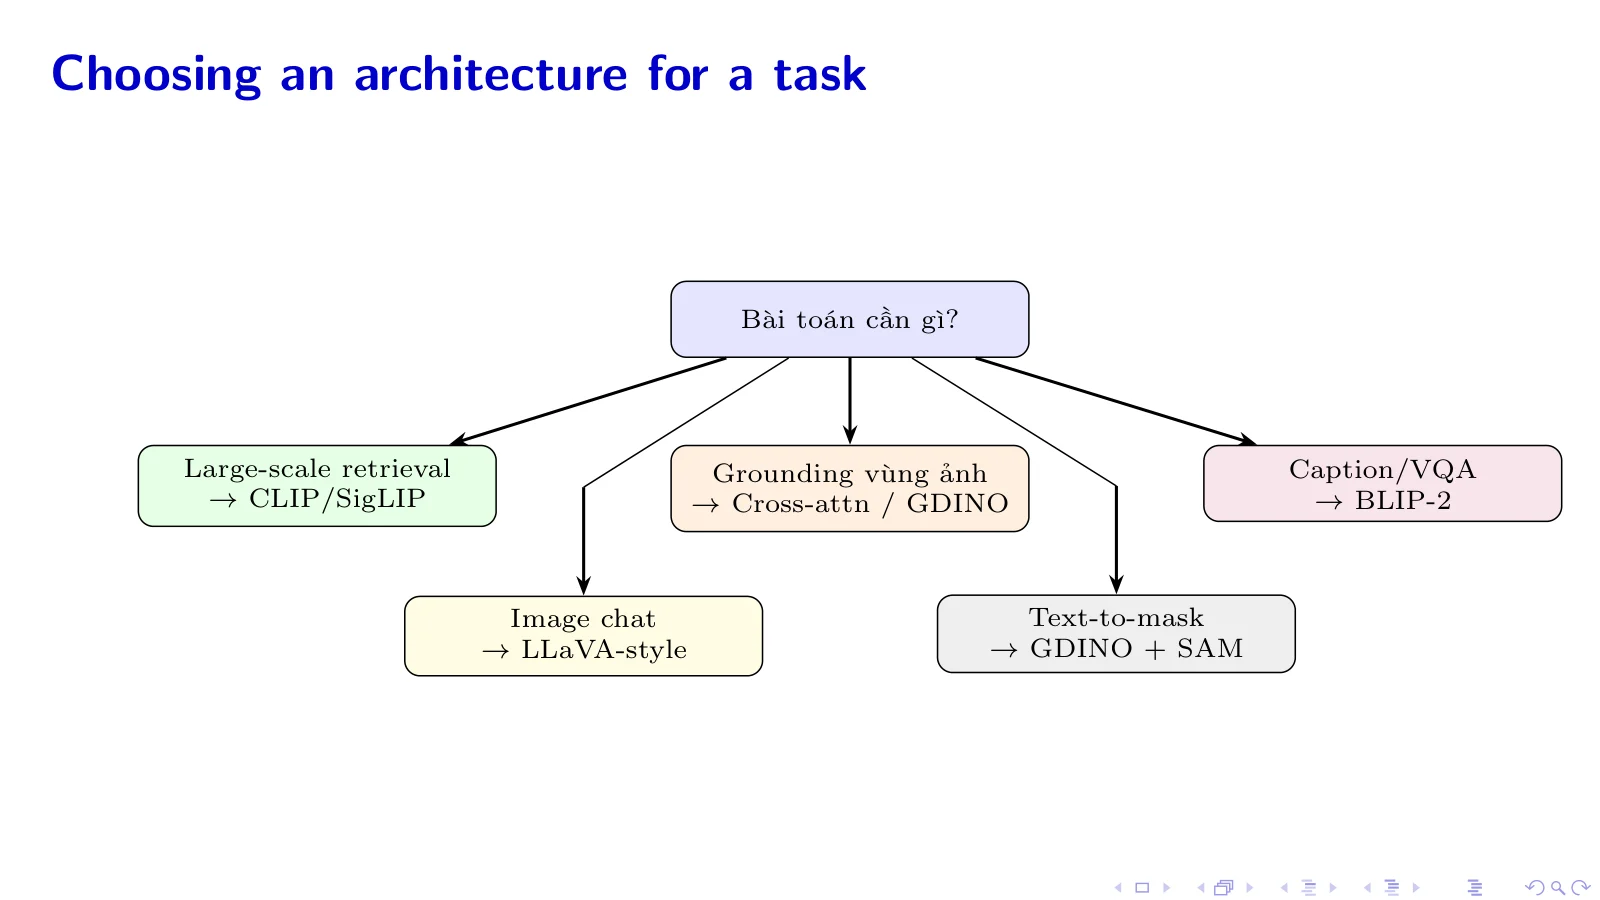 Choosing an architecture for a task
Bài toán cần gì?
Large-scale retrieval
→ CLIP/SigLIP
Grounding vùng ảnh
→ Cross-attn / GDINO
Caption/VQA
→ BLIP-2
Image chat
→ LLaVA-style
Text-to-mask
→ GDINO + SAM